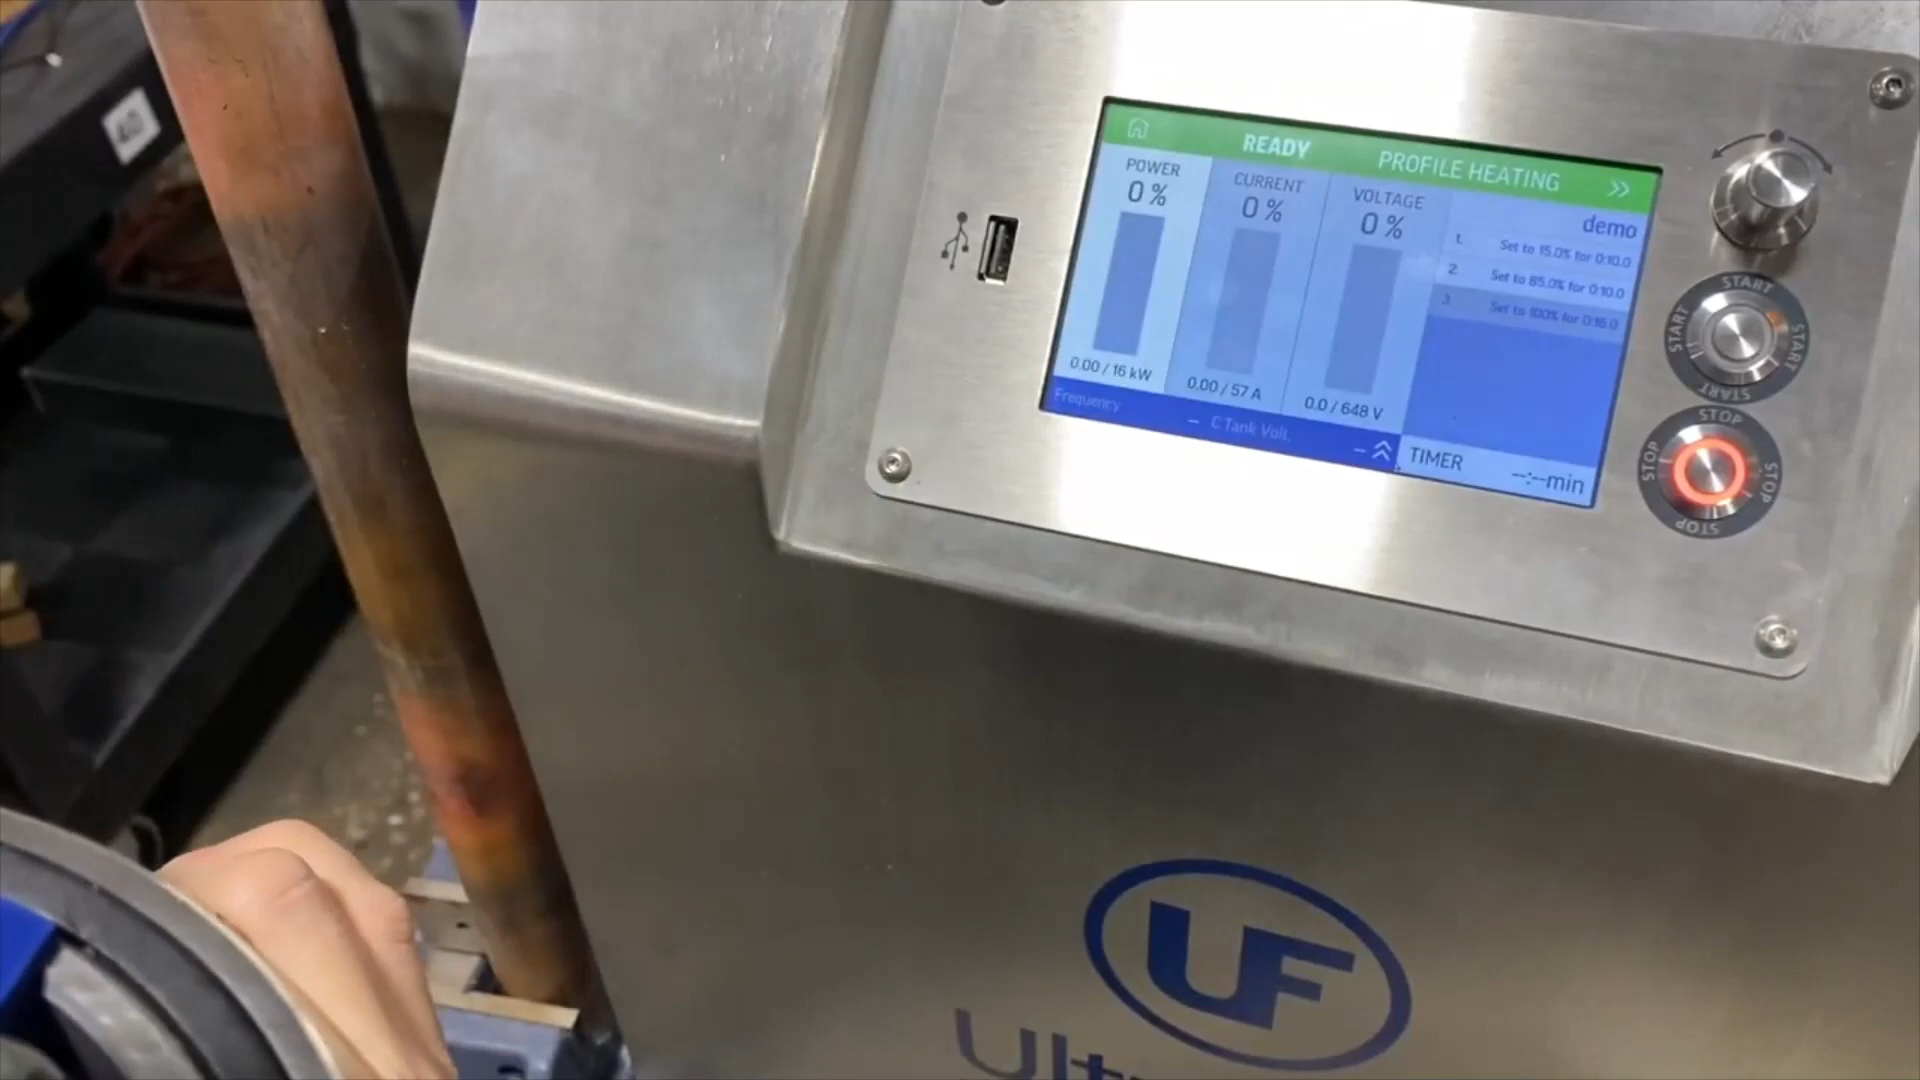 READY PROFILE HEATING
POWER
0 %
0.00 / 16 kW
CURRENT
0 %
0.00 / 57 A
VOLTAGE
0 %
0.0 / 648 V
demo
1. Set to 15.0% for 0:10.0
2. Set to 85.0% for 0:10.0
3. Set to 100% for 0:15.0
Frequency – C Tank Volt. –
TIMER --:--min
START
START
START
START
STOP
STOP
STOP
STOP
UF